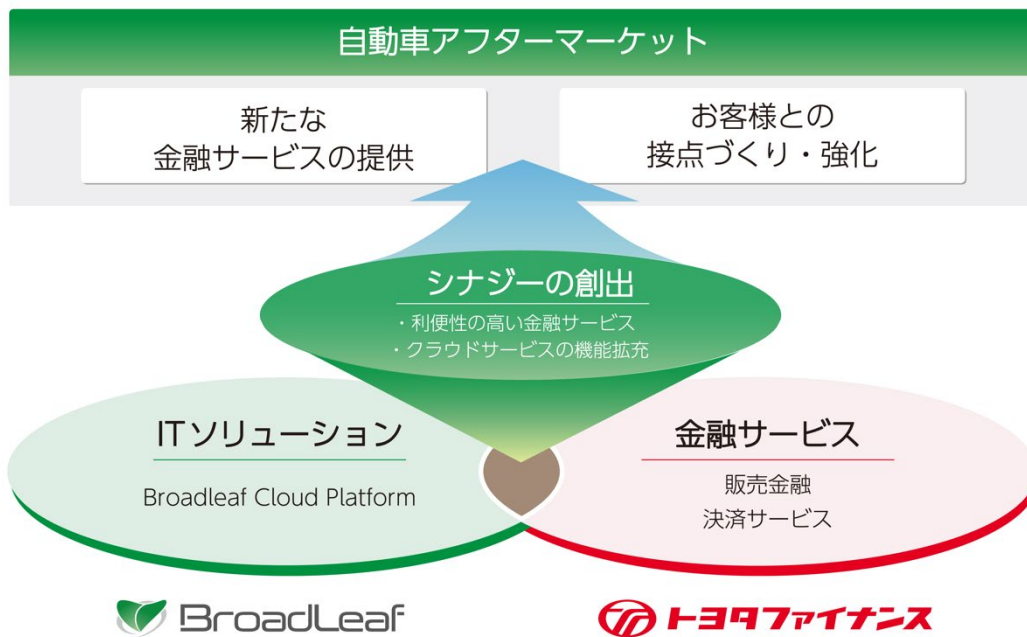 自動車アフターマーケット
新たな
金融サービスの提供
お客様との
接点づくり・強化
シナジーの創出
・利便性の高い金融サービス
・クラウドサービスの機能拡充
ITソリューション
Broadleaf Cloud Platform
金融サービス
販売金融
決済サービス
BROADLEAF
トヨタファイナンス